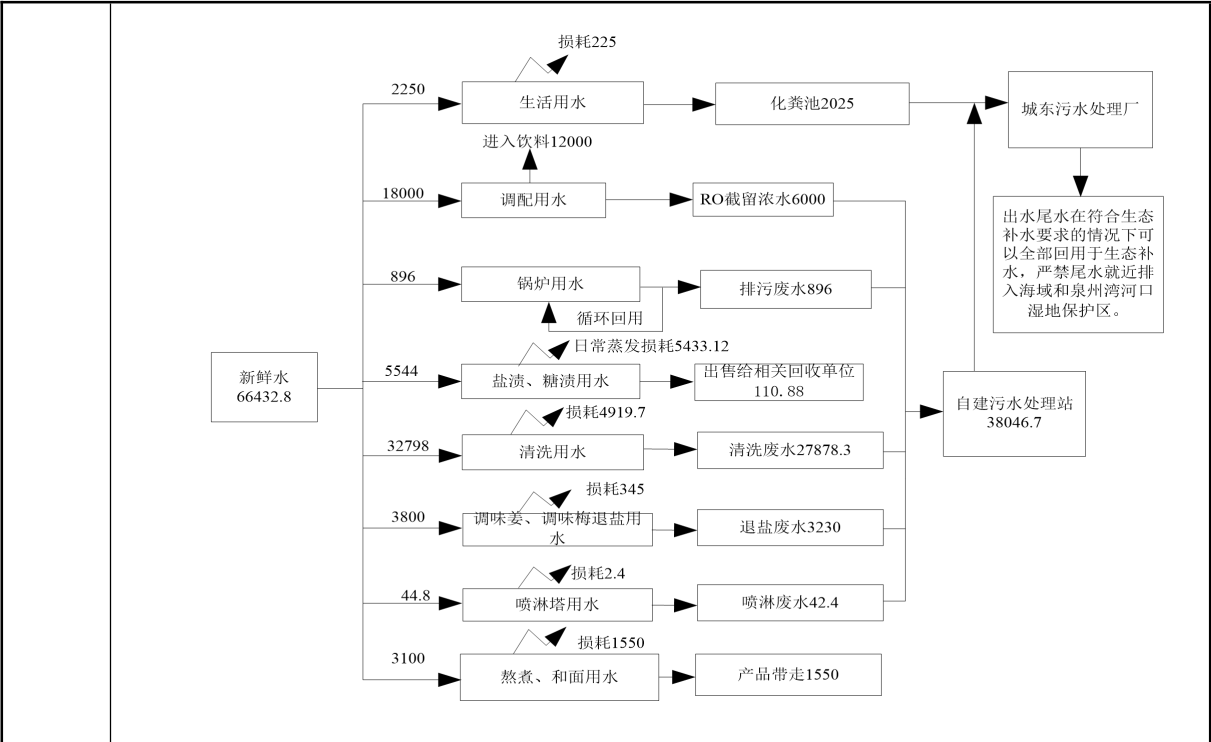 损耗225
2250
生活用水
化粪池2025
城东污水处理厂
进入饮料12000
18000
调配用水
RO截留浓水6000
出水尾水在符合生态
补水要求的情况下可
以全部回用于生态补
水，严禁尾水就近排
入海域和泉州湾河口
湿地保护区。
896
锅炉用水
排污废水896
循环回用
日常蒸发损耗5433.12
新鲜水
66432.8
5544
盐渍、糖渍用水
出售给相关回收单位
110.88
自建污水处理站
38046.7
损耗4919.7
32798
清洗用水
清洗废水27878.3
损耗345
3800
调味姜、调味梅退盐用
水
退盐废水3230
损耗2.4
44.8
喷淋塔用水
喷淋废水42.4
损耗1550
3100
熬煮、和面用水
产品带走1550